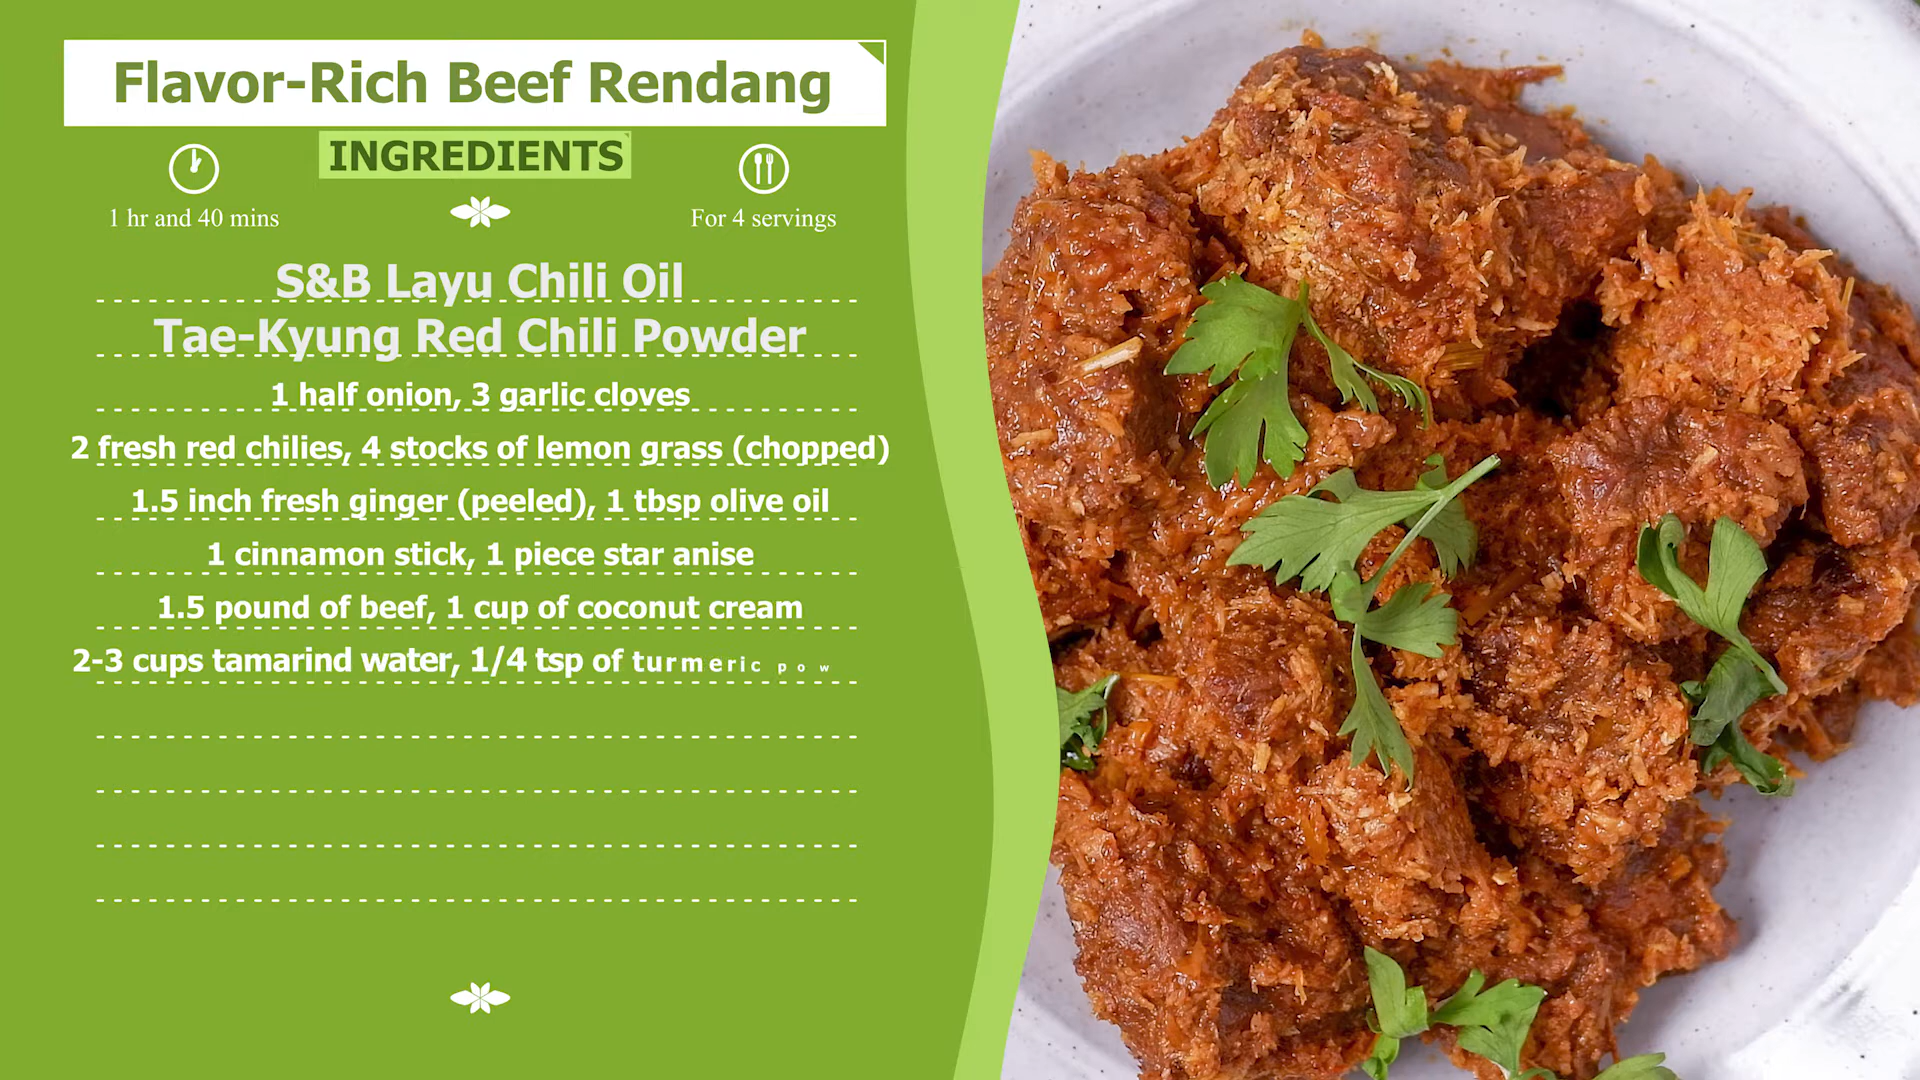 Flavor-Rich Beef Rendang
INGREDIENTS
1 hr and 40 mins
For 4 servings
S&B Layu Chili Oil
Tae-Kyung Red Chili Powder
1 half onion, 3 garlic cloves
2 fresh red chilies, 4 stocks of lemon grass (chopped)
1.5 inch fresh ginger (peeled), 1 tbsp olive oil
1 cinnamon stick, 1 piece star anise
1.5 pound of beef, 1 cup of coconut cream
2-3 cups tamarind water, 1/4 tsp of turmeric pow